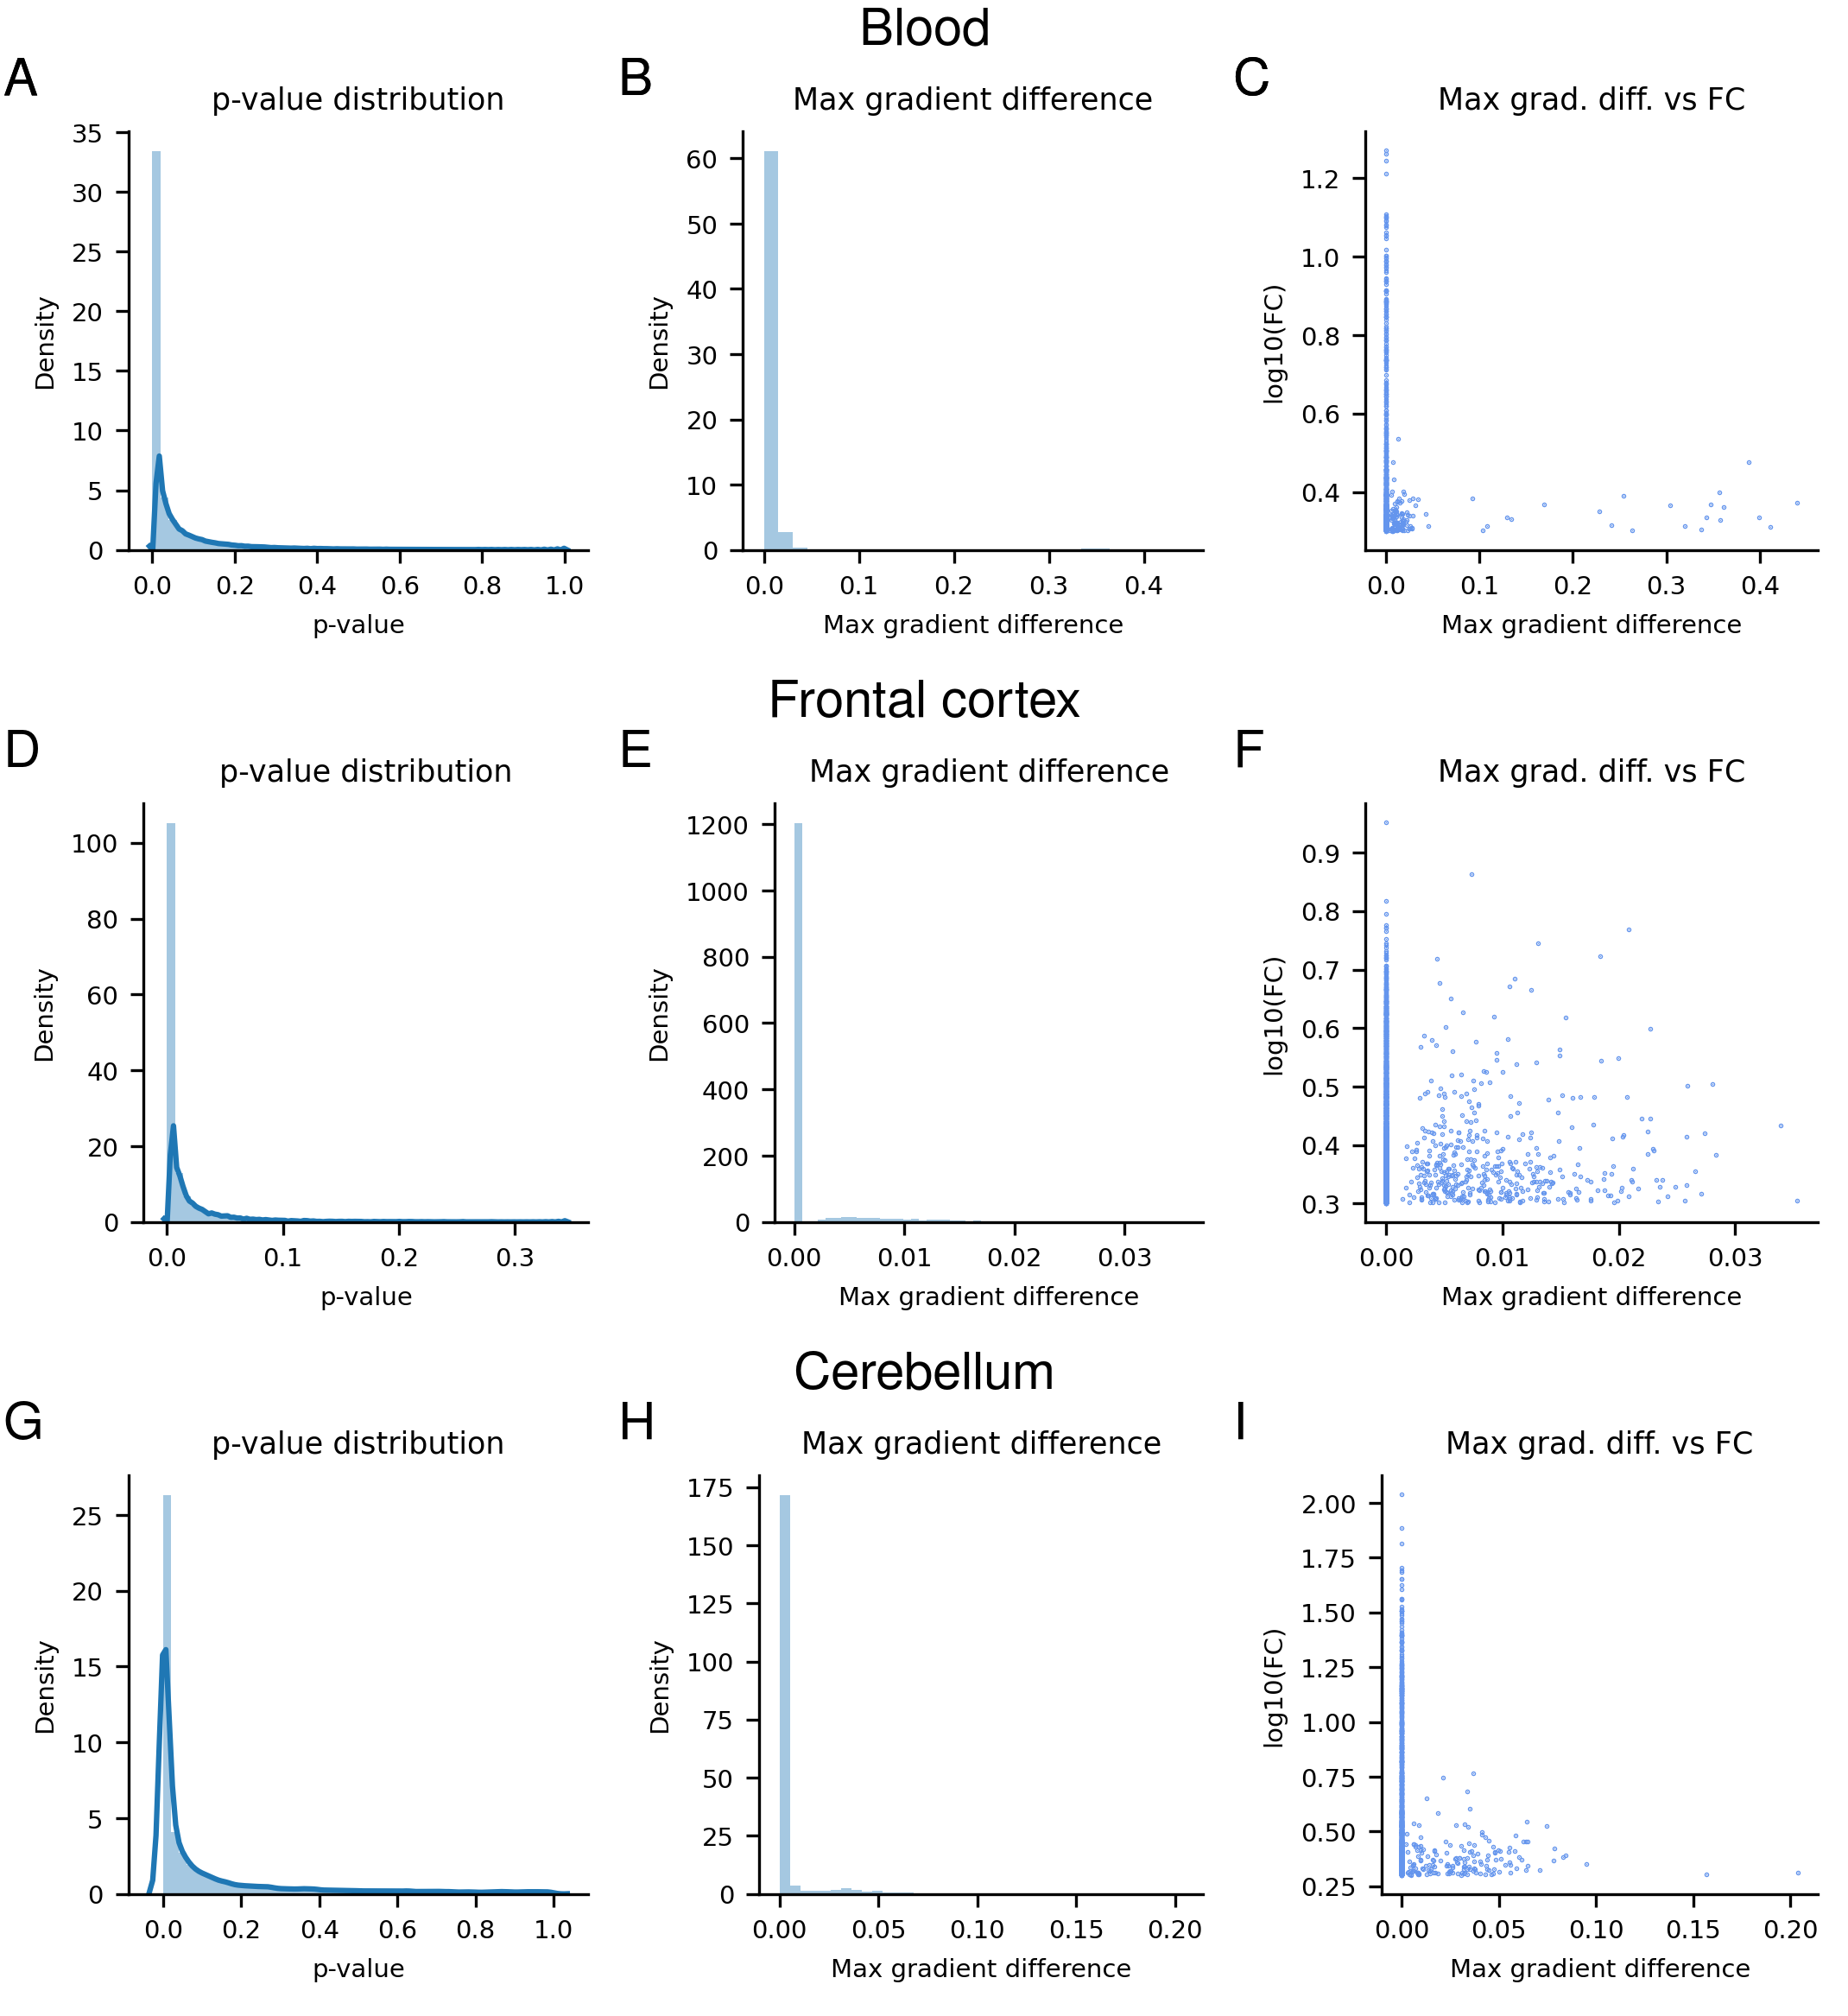 Blood
A
p-value distribution
35
30
25
20
15
10
5
0
Density
0.0 0.2 0.4 0.6 0.8 1.0
p-value
B
Max gradient difference
60
50
40
30
20
10
0
Density
0.0 0.1 0.2 0.3 0.4
Max gradient difference
C
Max grad. diff. vs FC
1.2
1.0
0.8
0.6
0.4
log10(FC)
0.0 0.1 0.2 0.3 0.4
Max gradient difference
Frontal cortex
D
p-value distribution
100
80
60
40
20
0
Density
0.0 0.1 0.2 0.3
p-value
E
Max gradient difference
1200
1000
800
600
400
200
0
Density
0.00 0.01 0.02 0.03
Max gradient difference
F
Max grad. diff. vs FC
0.9
0.8
0.7
0.6
0.5
0.4
0.3
log10(FC)
0.00 0.01 0.02 0.03
Max gradient difference
Cerebellum
G
p-value distribution
25
20
15
10
5
0
Density
0.0 0.2 0.4 0.6 0.8 1.0
p-value
H
Max gradient difference
175
150
125
100
75
50
25
0
Density
0.00 0.05 0.10 0.15 0.20
Max gradient difference
I
Max grad. diff. vs FC
2.00
1.75
1.50
1.25
1.00
0.75
0.50
0.25
log10(FC)
0.00 0.05 0.10 0.15 0.20
Max gradient difference